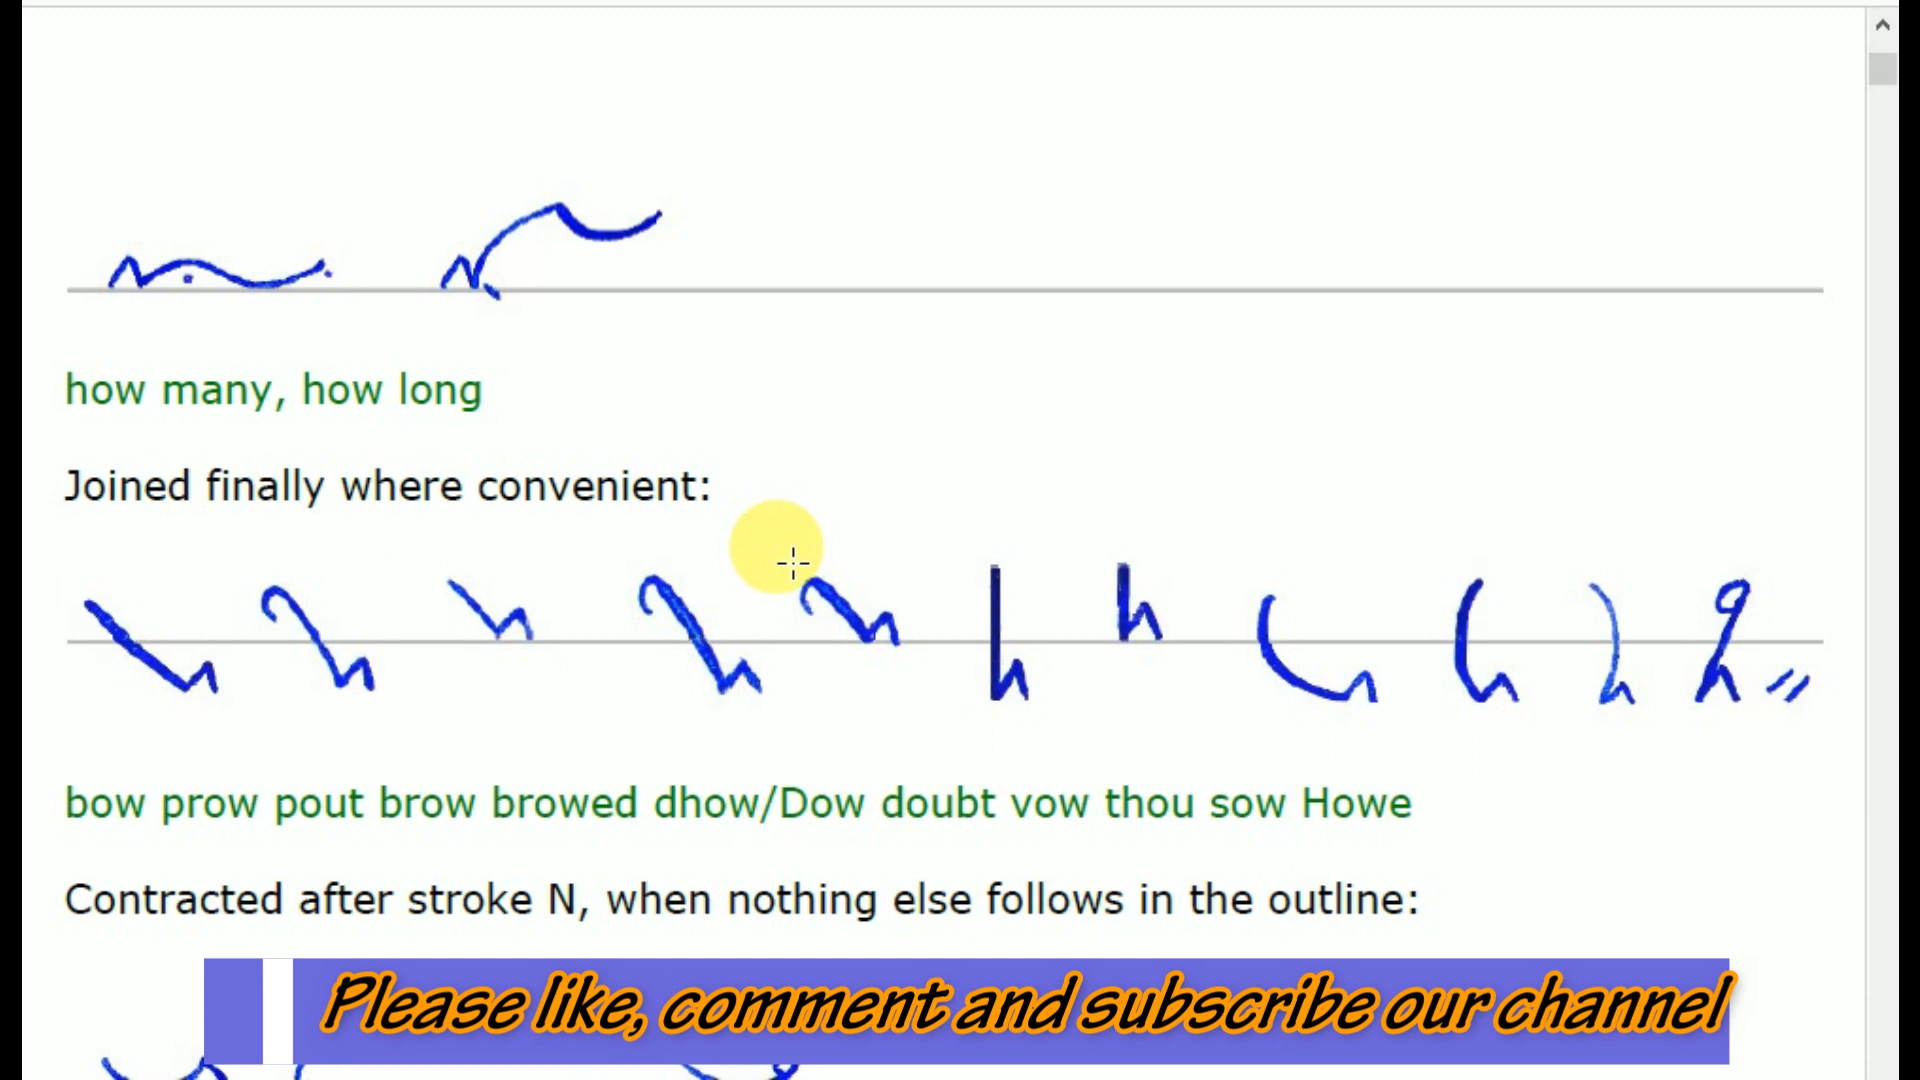 how many, how long
Joined finally where convenient:
bow prow pout brow browed dhow/Dow doubt vow thou sow Howe
Contracted after stroke N, when nothing else follows in the outline:
Please like, comment and subscribe our channel